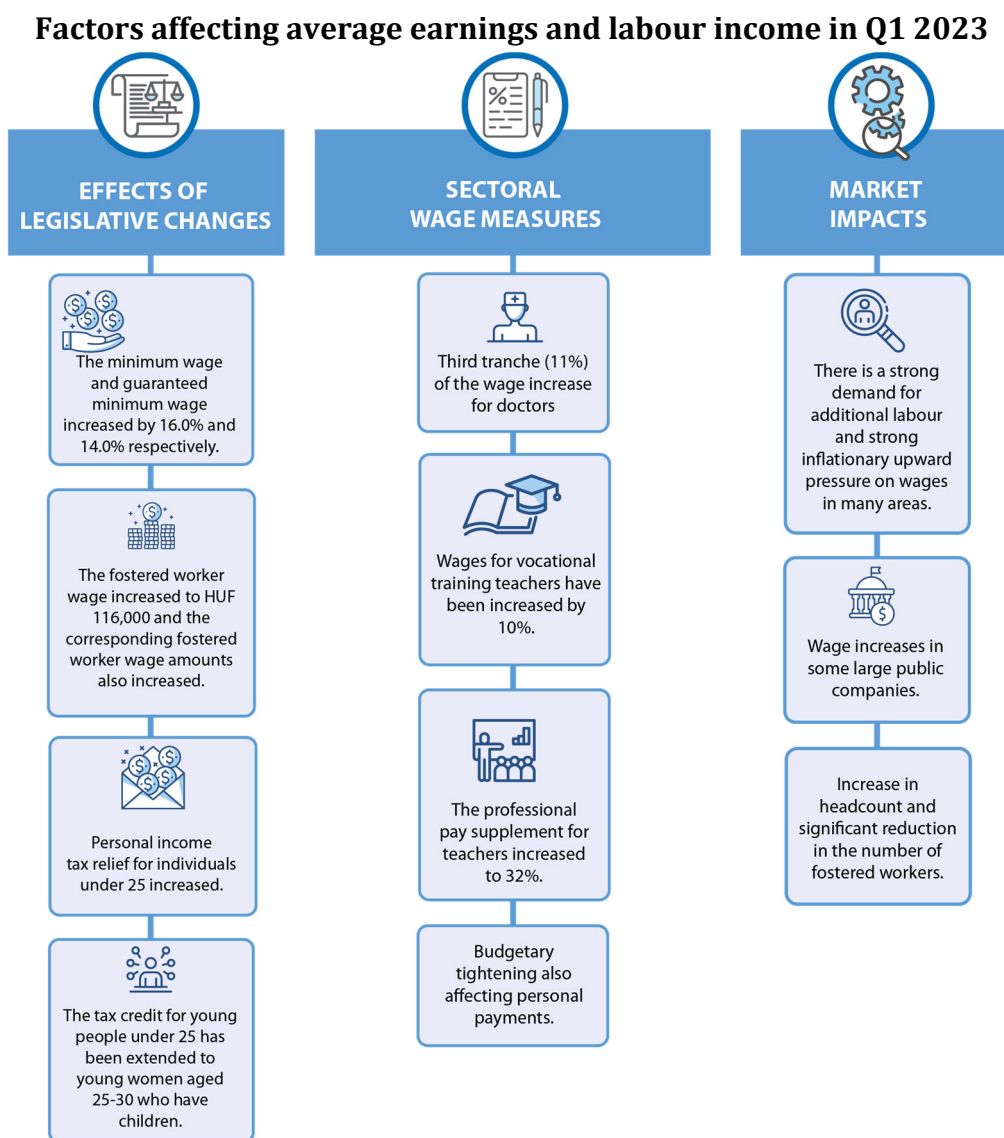 Factors affecting average earnings and labour income in Q1 2023
EFFECTS OF
LEGISLATIVE CHANGES
The minimum wage
and guaranteed
minimum wage
increased by 16.0% and
14.0% respectively.
The fostered worker
wage increased to HUF
116,000 and the
corresponding fostered
worker wage amounts
also increased.
Personal income
tax relief for individuals
under 25 increased.
The tax credit for young
people under 25 has
been extended to
young women aged
25-30 who have
children.
SECTORAL
WAGE MEASURES
Third tranche (11%)
of the wage increase
for doctors
Wages for vocational
training teachers have
been increased by
10%.
The professional
pay supplement for
teachers increased
to 32%.
Budgetary
tightening also
affecting personal
payments.
MARKET
IMPACTS
There is a strong
demand for
additional labour
and strong
inflationary upward
pressure on wages
in many areas.
Wage increases in
some large public
companies.
Increase in
headcount and
significant reduction
in the number of
fostered workers.